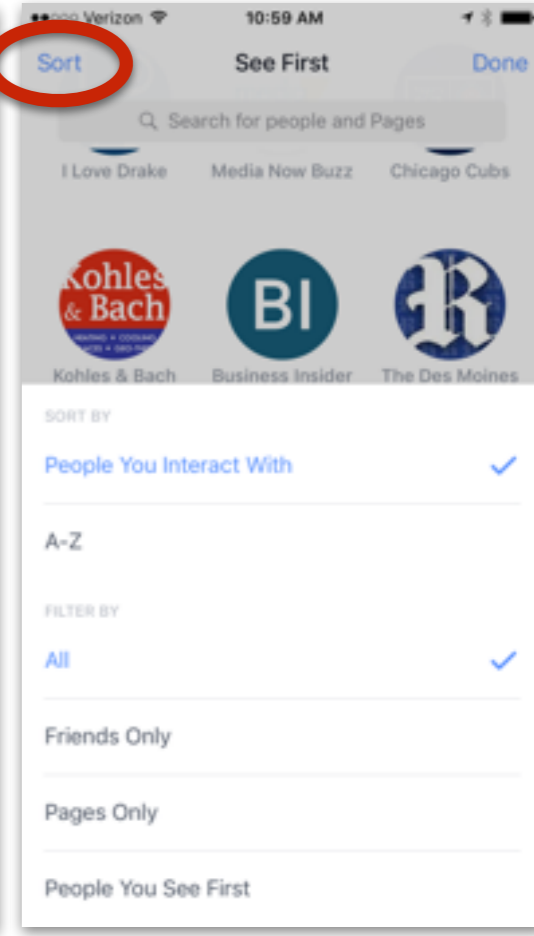 Verizon 10:59 AM
Sort See First Done
Search for people and Pages
I Love Drake Media Now Buzz Chicago Cubs
Kohles
& Bach
BI
R
Kohles & Bach Business Insider The Des Moines
SORT BY
People You Interact With
A-Z
FILTER BY
All
Friends Only
Pages Only
People You See First